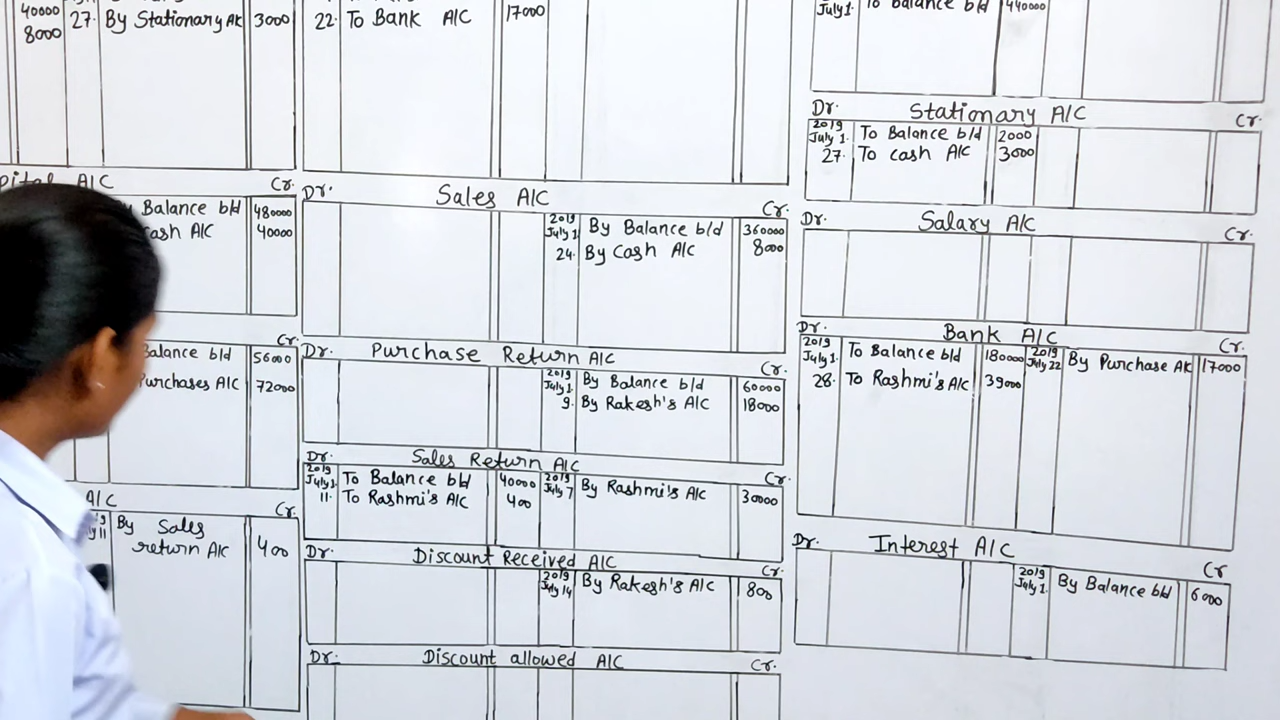 40000 27. By Stationary A/c 3000
8000
22. To Bank A/C 17000
July 1. To balance b/d 440000
Dr. Stationary A/C Cr.
2019
July 1. To Balance b/d 2000
27. To cash A/C 3000
Dr. Salary A/C Cr.
Dr. Bank A/C Cr.
2019 To Balance b/d 180000 2019 By Purchase A/c 17000
July 1. July 22
28. To Rashmi's A/C 39000
Dr. Interest A/C Cr
2019 By Balance b/d 6000
July 1.
A/C Cr.
Balance b/d 480000
Cash A/C 40000
Dr. Sales A/C Cr.
2019
July 1 By Balance b/d 360000
24. By Cash A/C 8000
Cr.
Balance b/d 56000
Purchases A/C 72000
Dr. Purchase Return A/C Cr.
2019
July 1. By Balance b/d 60000
9. By Rakesh's A/C 18000
Dr. Sales Return A/C Cr.
2019 To Balance b/d 40000 2019 By Rashmi's A/C 30000
July 1. July 7
11. To Rashmi's A/C 400
A/C Cr.
By Sales
return A/C 400
Dr. Discount Received A/C Cr.
2019 By Rakesh's A/C 800
July 14
Dr. Discount allowed A/C Cr.